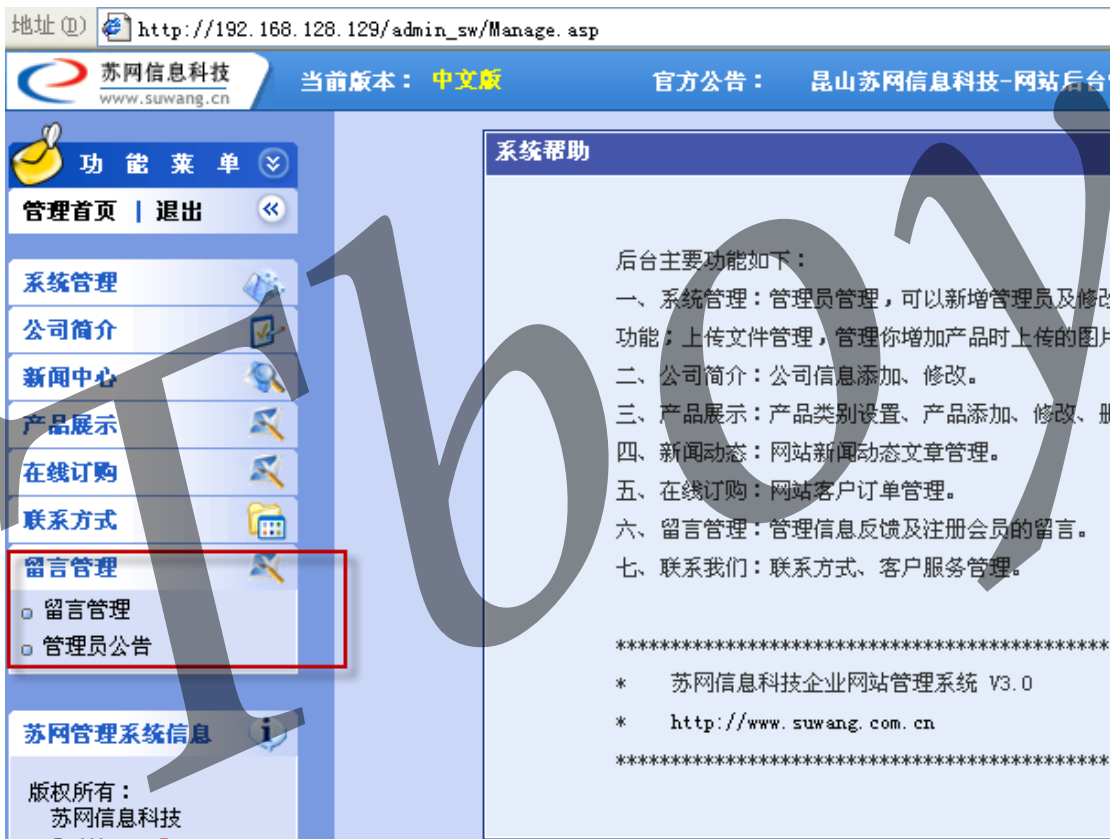 地址(D) http://192.168.128.129/admin_sw/Manage.asp
苏网信息科技
www.suwang.cn
当前版本： 中文版 官方公告： 昆山苏网信息科技-网站后台
功 能 菜 单
管理首页 | 退出
系统管理
公司简介
新闻中心
产品展示
在线订购
联系方式
留言管理
留言管理
管理员公告
苏网管理系统信息
版权所有：
苏网信息科技
系统帮助
后台主要功能如下：
一、系统管理：管理员管理，可以新增管理员及修改
功能；上传文件管理，管理你增加产品时上传的图片
二、公司简介：公司信息添加、修改。
三、产品展示：产品类别设置、产品添加、修改、册
四、新闻动态：网站新闻动态文章管理。
五、在线订购：网站客户订单管理。
六、留言管理：管理信息反馈及注册会员的留言。
七、联系我们：联系方式、客户服务管理。
*********************************************
* 苏网信息科技企业网站管理系统 V3.0
* http://www.suwang.com.cn
*********************************************
Tboy